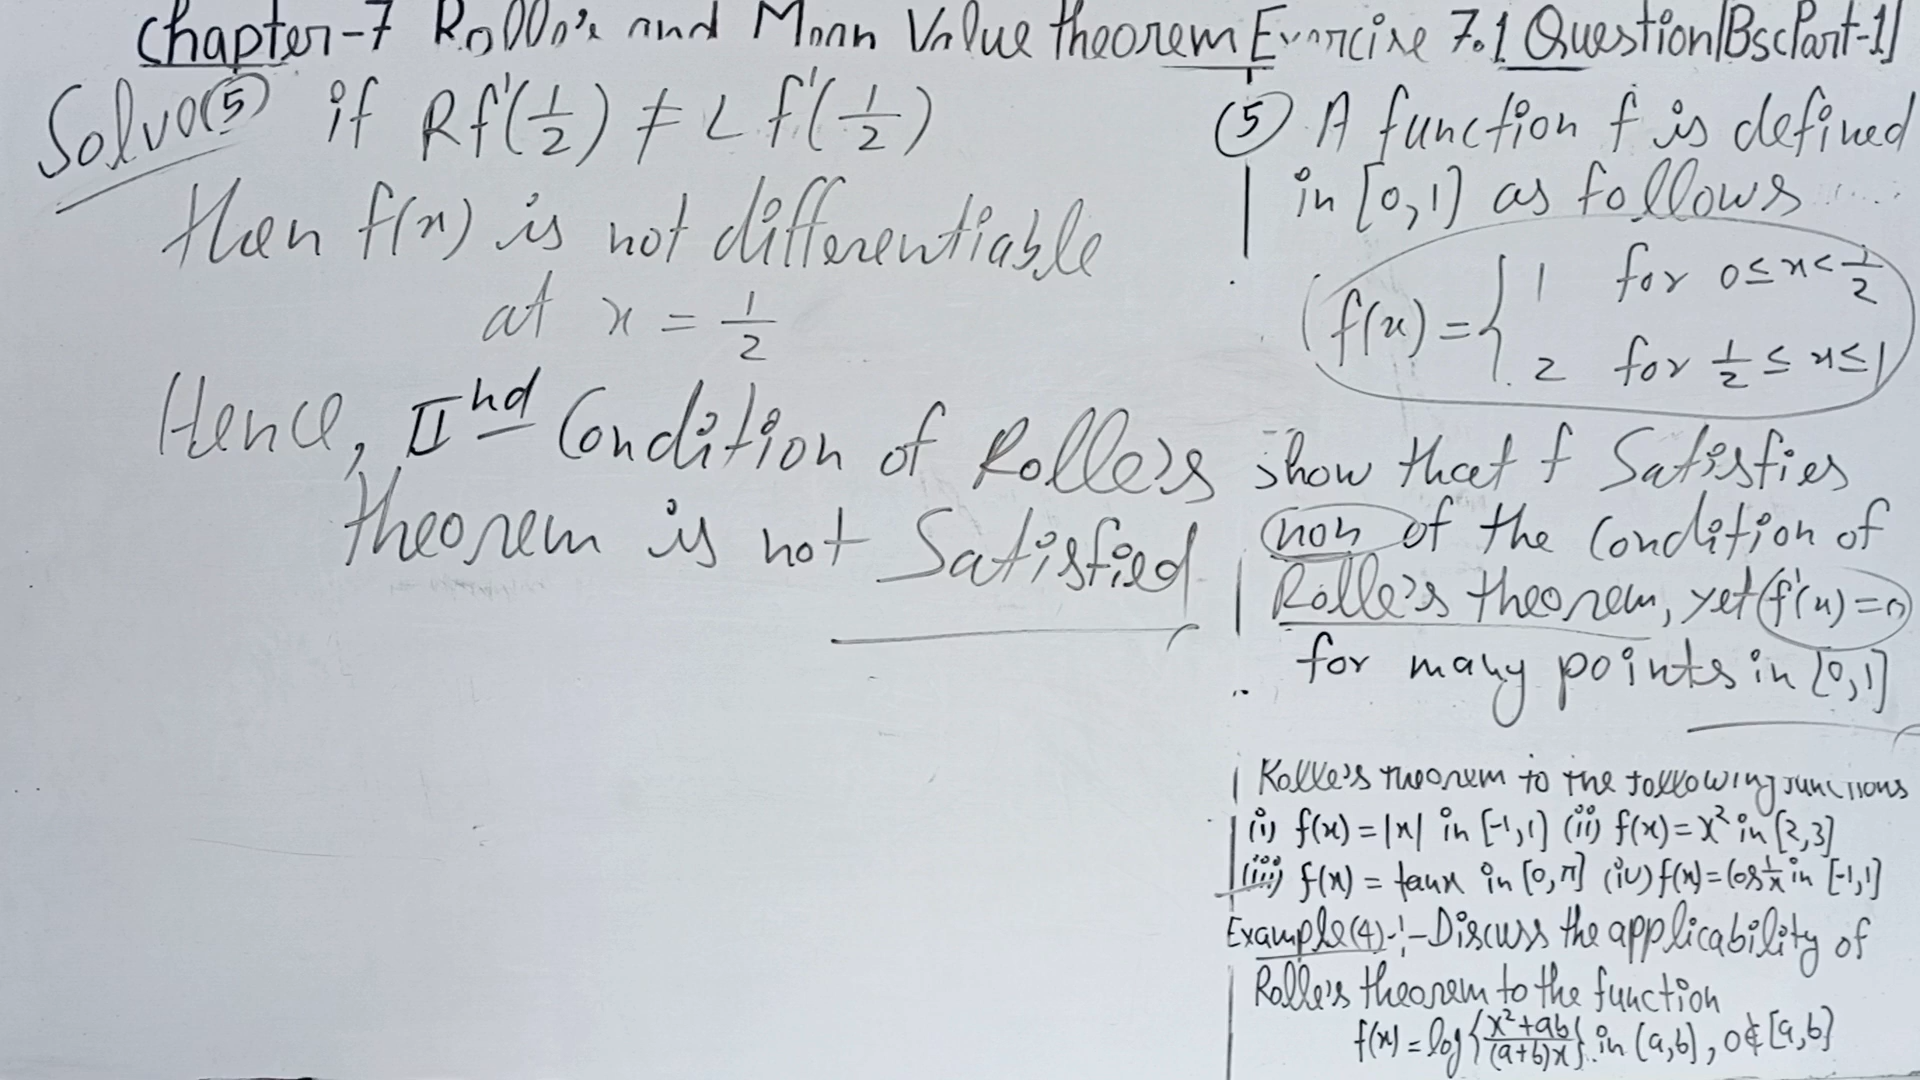 Chapter-7 Rolle's and Mean Value theorem Exercise 7.1 Question/Bsc Part-1/
Solve (5) if Rf'(1/2) ≠ Lf'(1/2)
then f(x) is not differentiable
at x = 1/2
Hence, IInd Condition of Rolle's
theorem is not Satisfied
(5) A function f is defined
in [0,1] as follows
f(x) = { 1 for 0≤x<1/2
2 for 1/2≤x≤1
show that f Satisfies
non of the Condition of
Rolle's theorem, yet f'(x)=0
for many points in [0,1]
Rolle's theorem to the following functions
(i) f(x) = |x| in [-1,1] (ii) f(x) = x² in [2,3]
(iii) f(x) = tanx in [0,π] (iv) f(x) = Cos 1/x in [-1,1]
Example(4)-:-Discuss the applicability of
Rolle's theorem to the function
f(x) = log{(x²+ab)/((a+b)x)} in [a,b], 0∉[a,b]